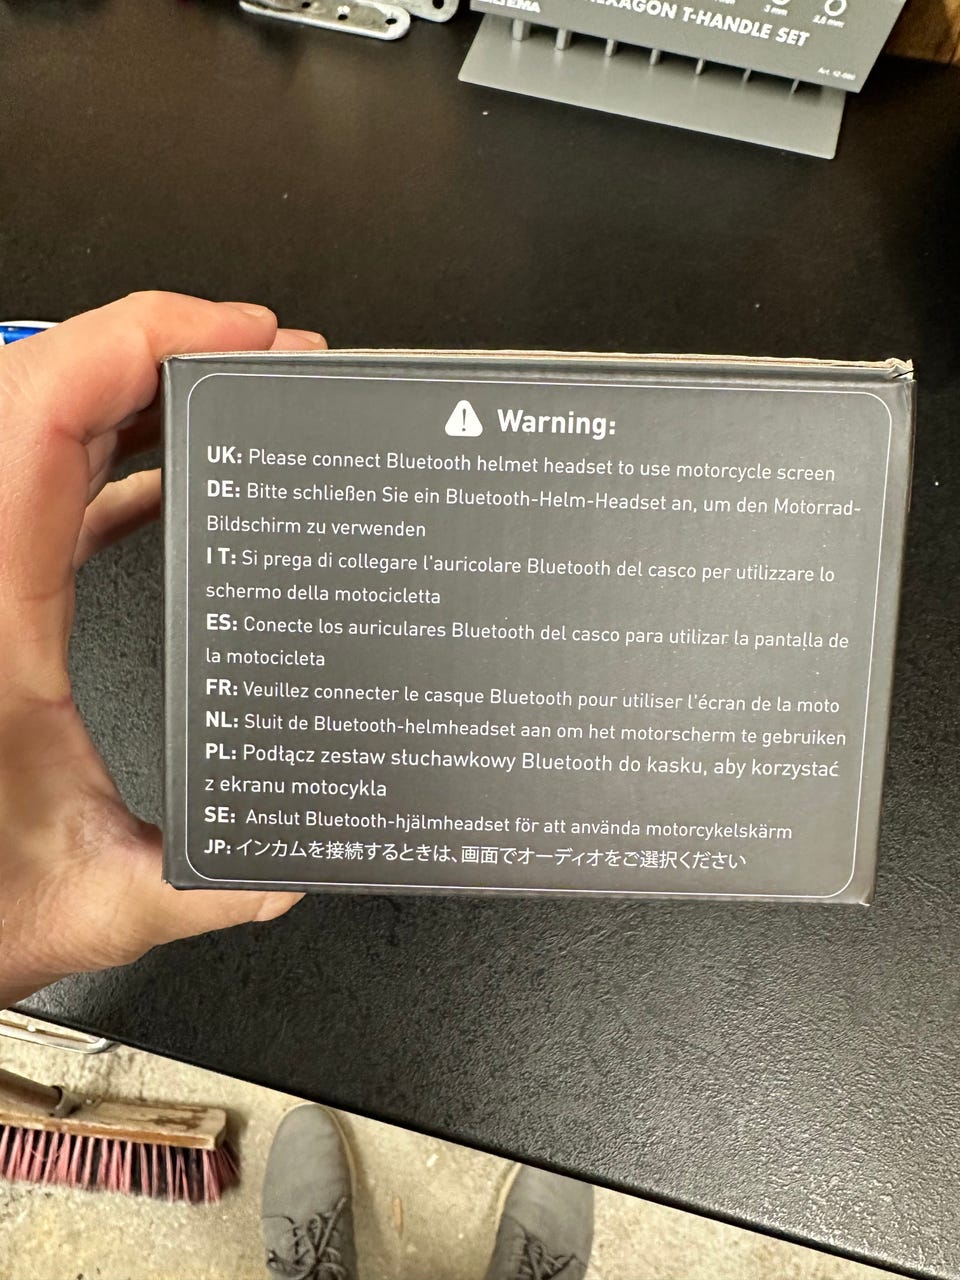 HEXAGON T-HANDLE SET
3 mm
2,5 mm
Warning:
UK: Please connect Bluetooth helmet headset to use motorcycle screen
DE: Bitte schließen Sie ein Bluetooth-Helm-Headset an, um den Motorrad-
Bildschirm zu verwenden
I T: Si prega di collegare l'auricolare Bluetooth del casco per utilizzare lo
schermo della motocicletta
ES: Conecte los auriculares Bluetooth del casco para utilizar la pantalla de
la motocicleta
FR: Veuillez connecter le casque Bluetooth pour utiliser l'écran de la moto
NL: Sluit de Bluetooth-helmheadset aan om het motorscherm te gebruiken
PL: Podłącz zestaw słuchawkowy Bluetooth do kasku, aby korzystać
z ekranu motocykla
SE: Anslut Bluetooth-hjälmheadset för att använda motorcykelskärm
JP: インカムを接続するときは、画面でオーディオをご選択ください